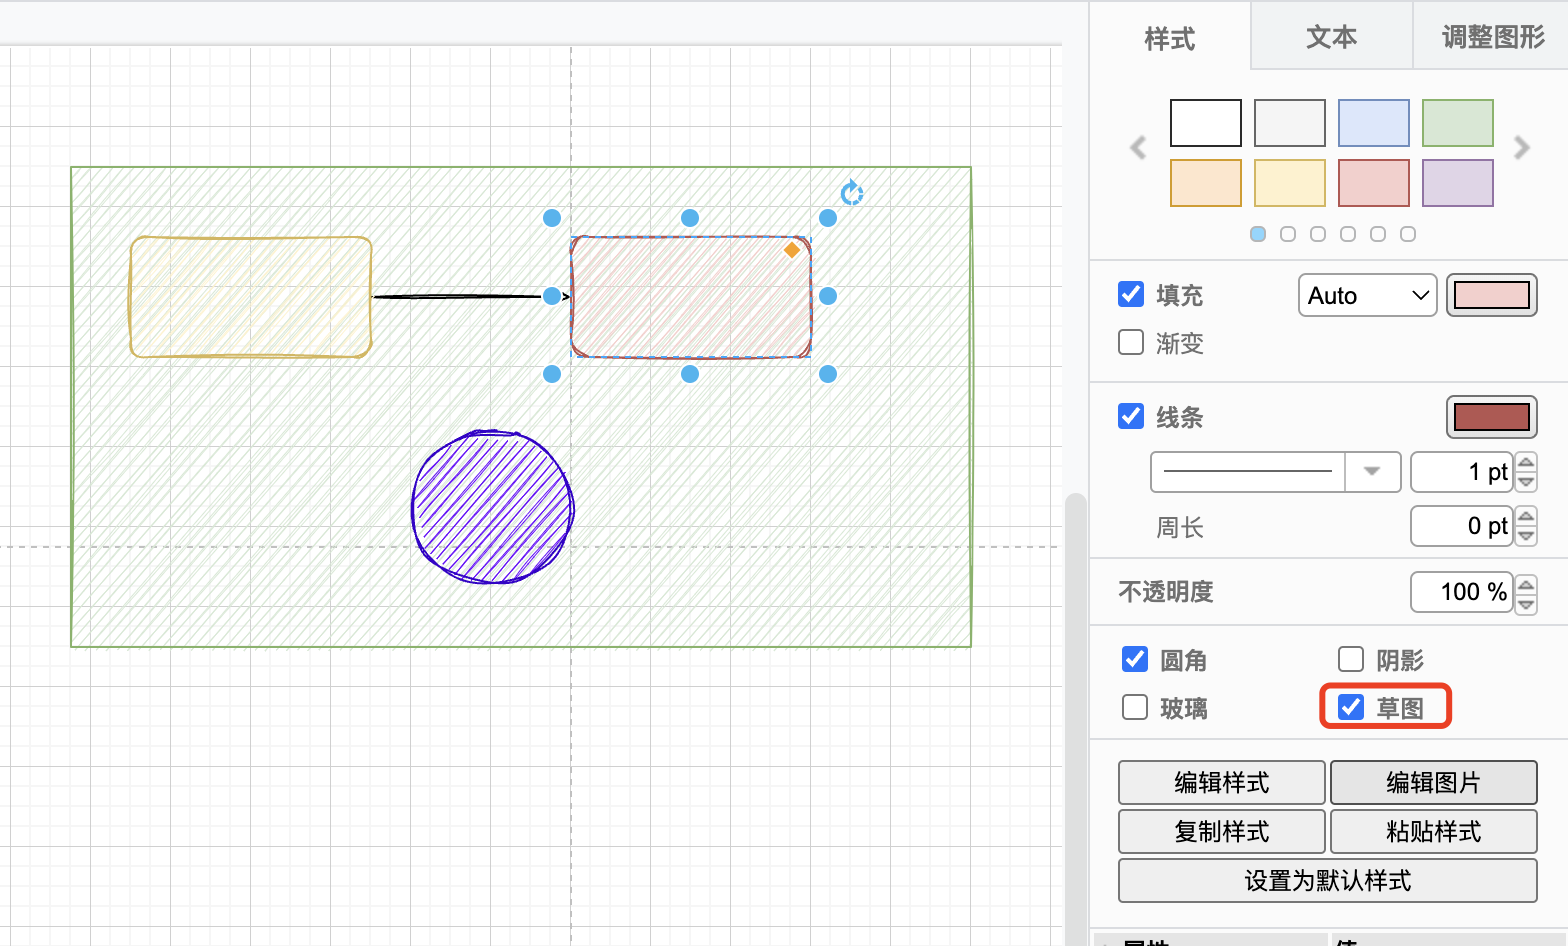 样式 文本 调整图形
填充 Auto
渐变
线条
1 pt
周长 0 pt
不透明度 100 %
圆角 阴影
玻璃 草图
编辑样式 编辑图片
复制样式 粘贴样式
设置为默认样式
属性 值